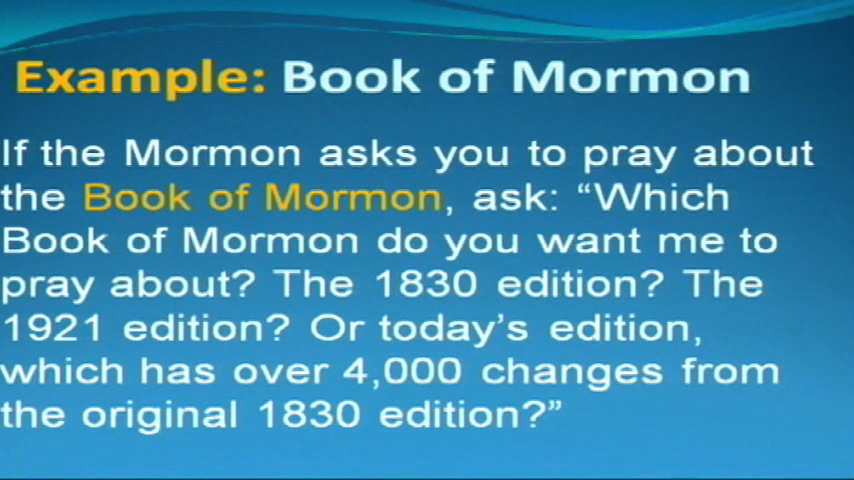 Example: Book of Mormon
If the Mormon asks you to pray about
the Book of Mormon, ask: “Which
Book of Mormon do you want me to
pray about? The 1830 edition? The
1921 edition? Or today’s edition,
which has over 4,000 changes from
the original 1830 edition?”